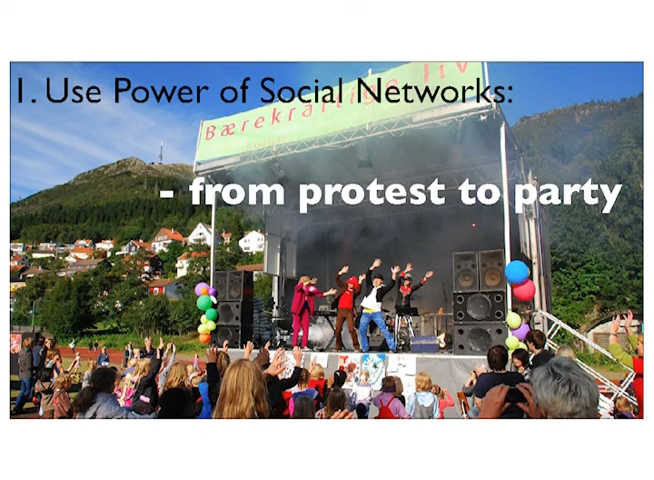 1. Use Power of Social Networks:
Bærekraftige liv
- from protest to party